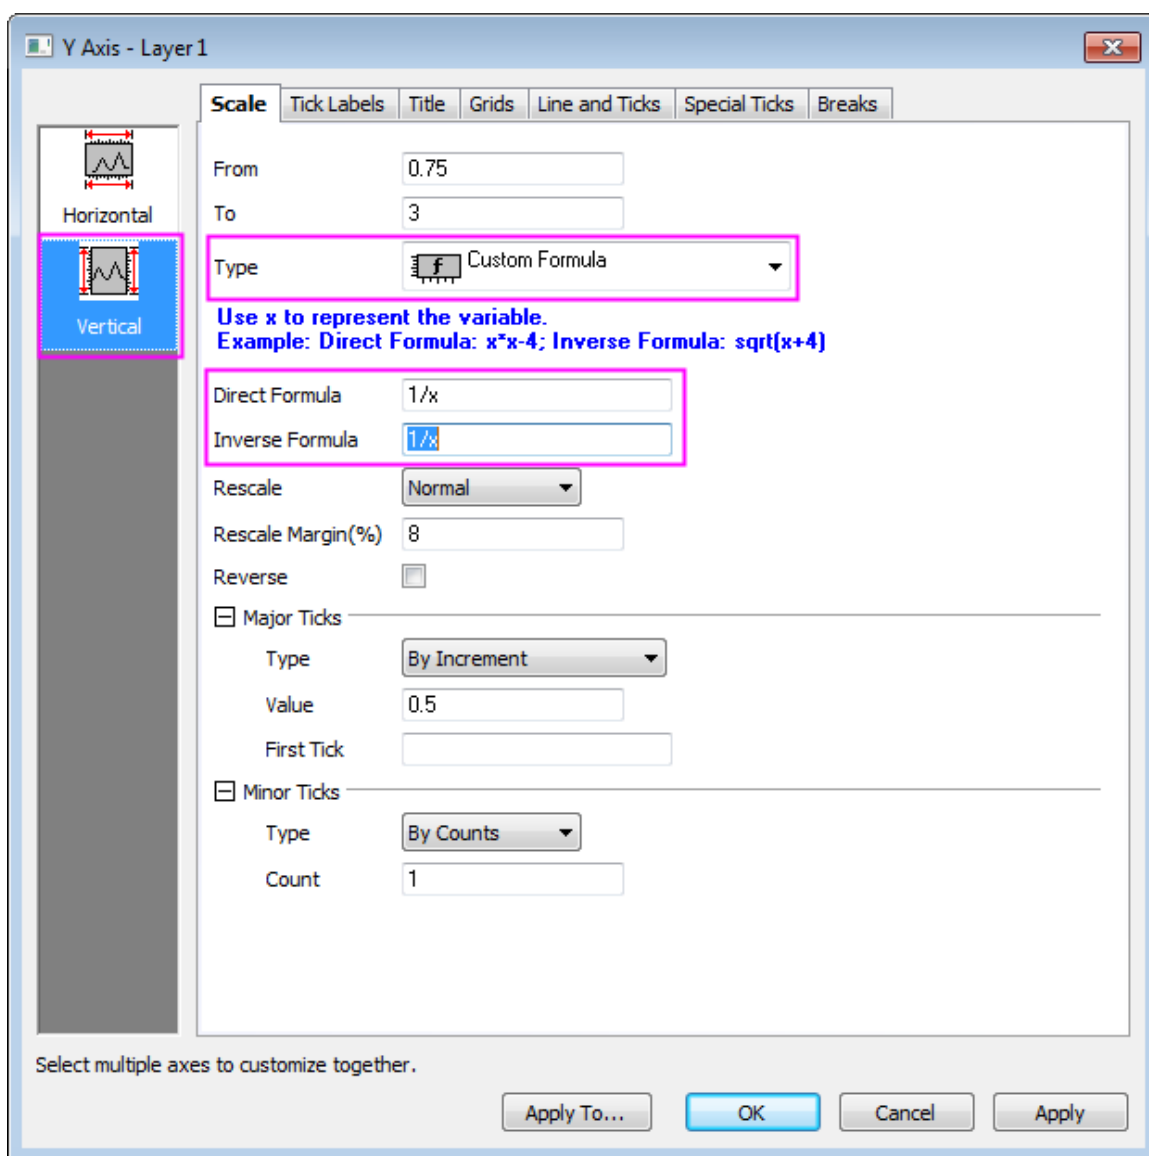 Y Axis - Layer 1
Scale Tick Labels Title Grids Line and Ticks Special Ticks Breaks
Horizontal
Vertical
From 0.75
To 3
Type Custom Formula
Use x to represent the variable.
Example: Direct Formula: x*x-4; Inverse Formula: sqrt(x+4)
Direct Formula 1/x
Inverse Formula 1/x
Rescale Normal
Rescale Margin(%) 8
Reverse
Major Ticks
Type By Increment
Value 0.5
First Tick
Minor Ticks
Type By Counts
Count 1
Select multiple axes to customize together.
Apply To... OK Cancel Apply